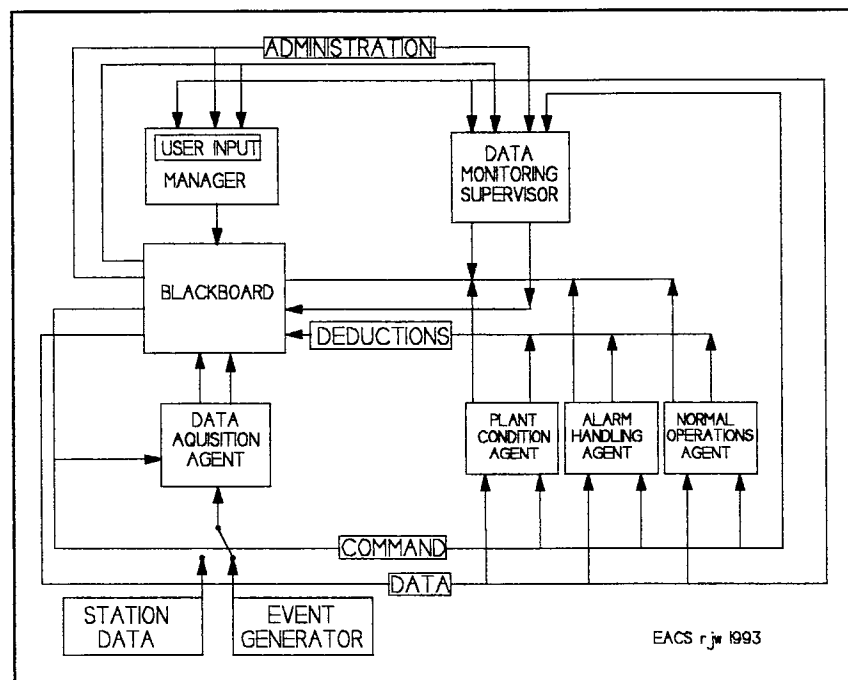 ADMINISTRATION
USER INPUT
MANAGER
DATA
MONITORING
SUPERVISOR
BLACKBOARD
DEDUCTIONS
DATA
AQUISITION
AGENT
PLANT
CONDITION
AGENT
ALARM
HANDLING
AGENT
NORMAL
OPERATIONS
AGENT
COMMAND
DATA
STATION
DATA
EVENT
GENERATOR
EACS rjw 1993